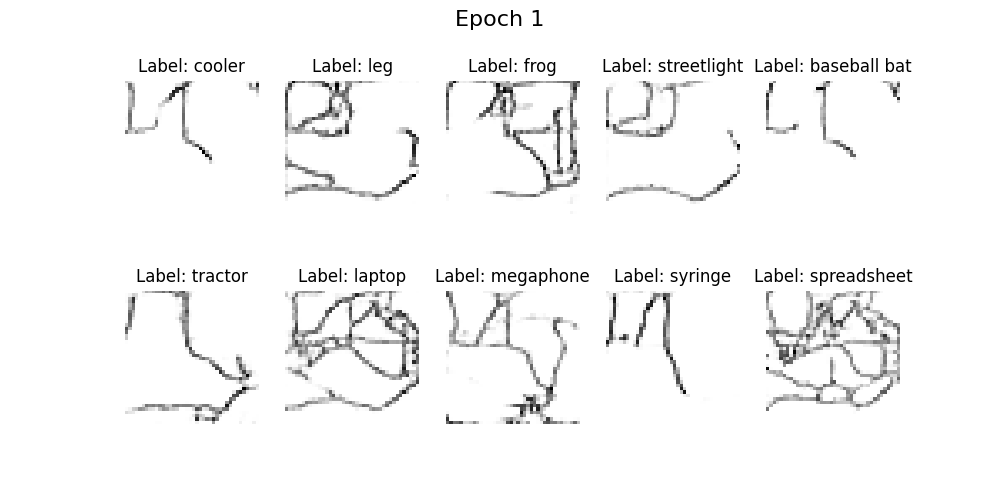 Epoch 1
Label: cooler
Label: leg
Label: frog
Label: streetlight
Label: baseball bat
Label: tractor
Label: laptop
Label: megaphone
Label: syringe
Label: spreadsheet